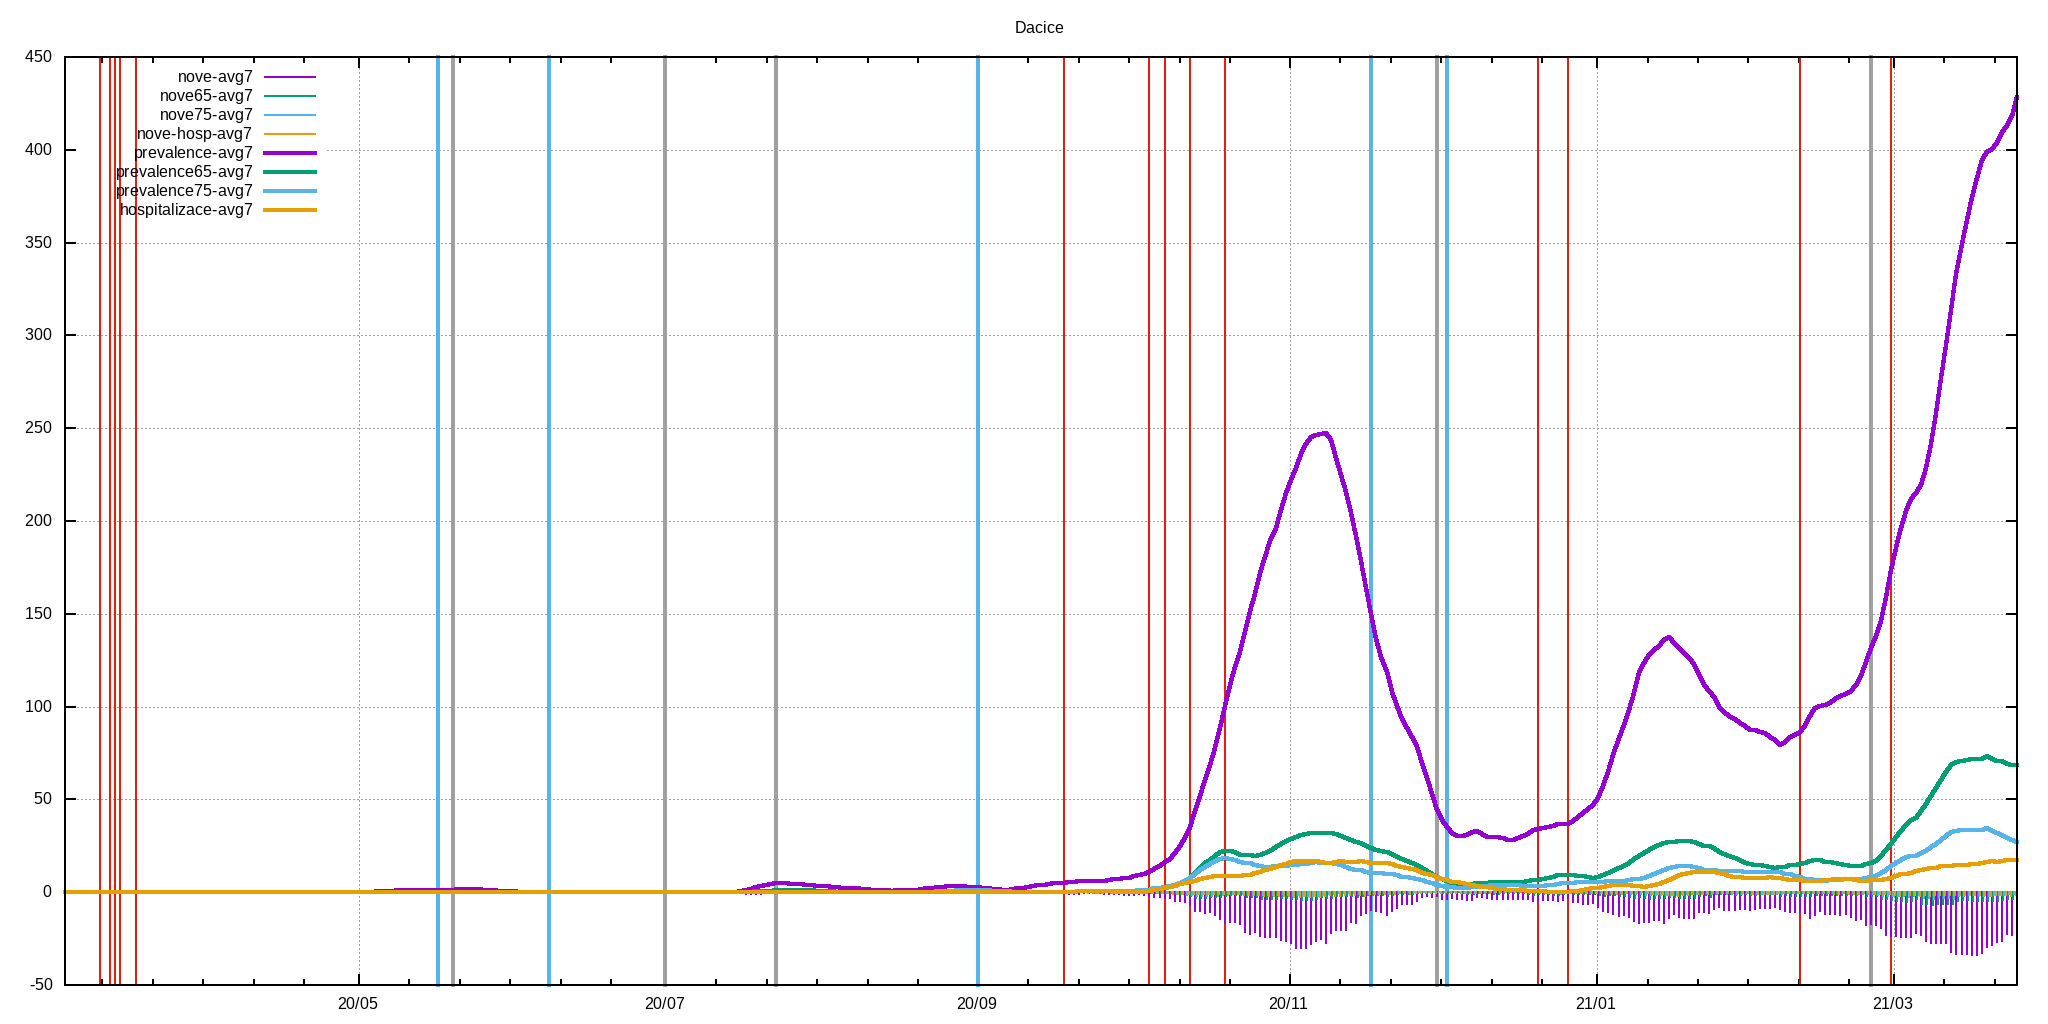 Dacice
450
400
350
300
250
200
150
100
50
0
-50
nove-avg7
nove65-avg7
nove75-avg7
nove-hosp-avg7
prevalence-avg7
prevalence65-avg7
prevalence75-avg7
hospitalizace-avg7
20/05 20/07 20/09 20/11 21/01 21/03